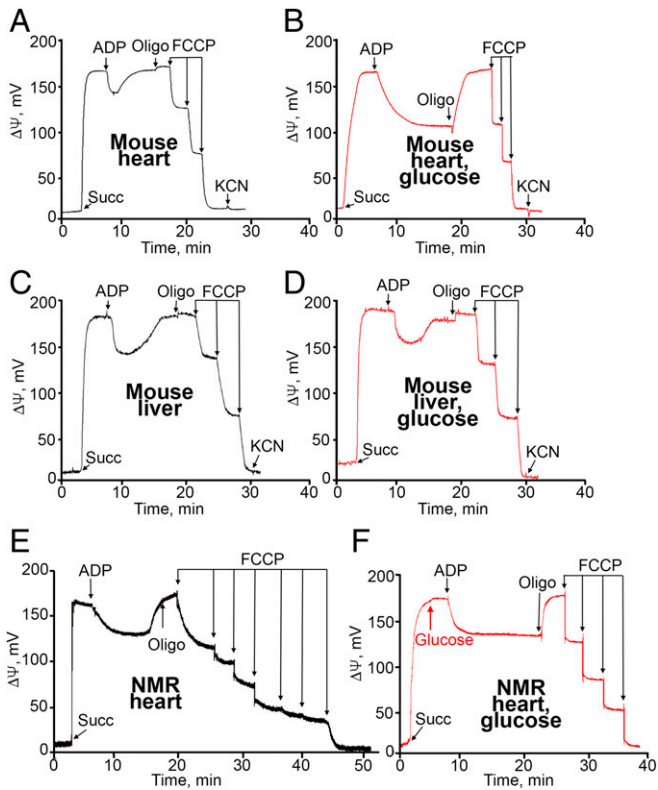 A
200
150
100
50
0
ΔΨ, mV
ADP
Oligo
FCCP
Mouse
heart
Succ
KCN
0 10 20 30 40
Time, min
B
200
150
100
50
0
ΔΨ, mV
ADP
Oligo
FCCP
Mouse
heart,
glucose
Succ
KCN
0 10 20 30 40
Time, min
C
200
150
100
50
0
ΔΨ, mV
ADP
Oligo
FCCP
Mouse
liver
Succ
KCN
0 10 20 30 40
Time, min
D
200
150
100
50
0
ΔΨ, mV
ADP
Oligo
FCCP
Mouse
liver,
glucose
Succ
KCN
0 10 20 30 40
Time, min
E
200
150
100
50
0
ΔΨ, mV
ADP
FCCP
Oligo
NMR
heart
Succ
0 10 20 30 40 50
Time, min
F
200
150
100
50
0
ΔΨ, mV
ADP
FCCP
Oligo
Glucose
NMR
heart,
glucose
Succ
0 10 20 30 40
Time, min